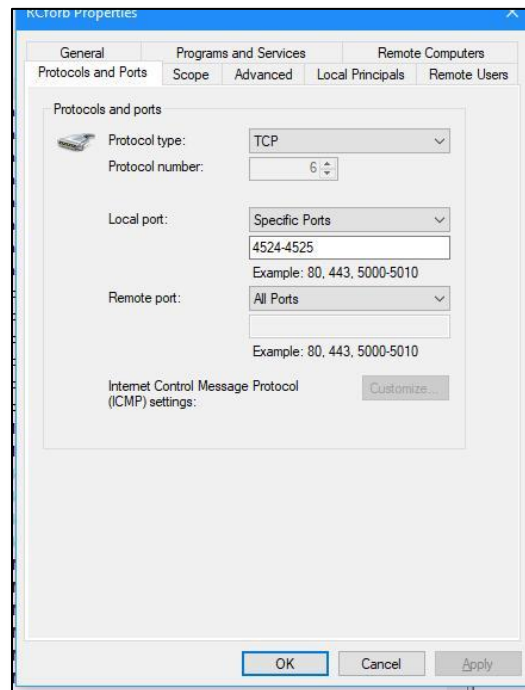 RCforb Properties
General Programs and Services Remote Computers
Protocols and Ports Scope Advanced Local Principals Remote Users
Protocols and ports
Protocol type: TCP
Protocol number: 6
Local port: Specific Ports
4524-4525
Example: 80, 443, 5000-5010
Remote port: All Ports
Example: 80, 443, 5000-5010
Internet Control Message Protocol
(ICMP) settings: Customize...
OK Cancel Apply